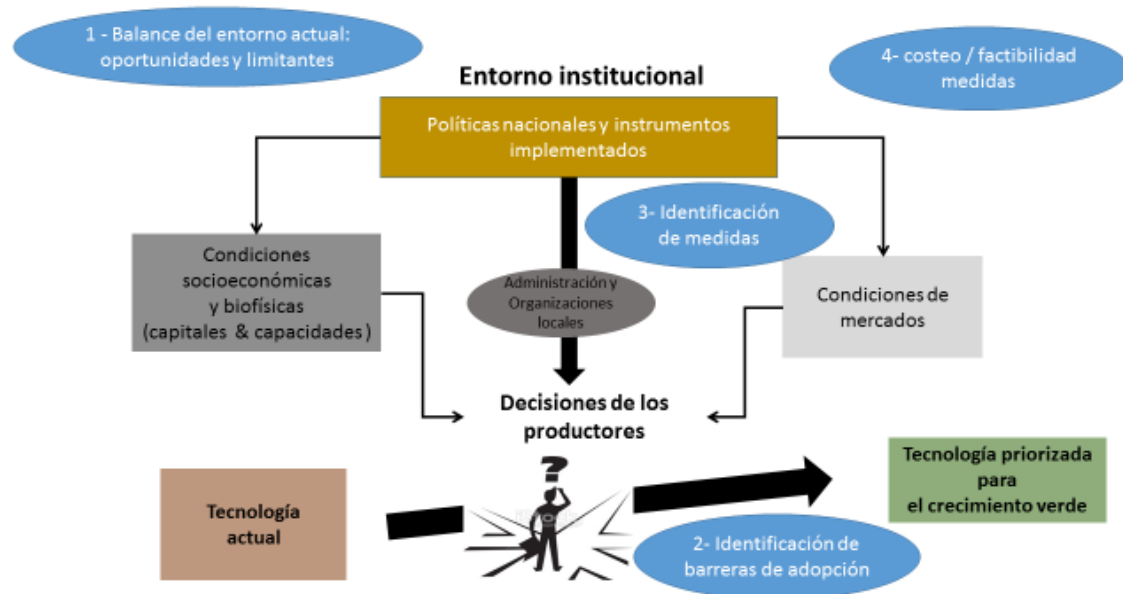 1 - Balance del entorno actual:
oportunidades y limitantes
4- costeo / factibilidad
medidas
Entorno institucional
Políticas nacionales y instrumentos
implementados
3- Identificación
de medidas
Condiciones
socioeconómicas
y biofísicas
(capitales & capacidades)
Administración y
Organizaciones
locales
Condiciones de
mercados
Decisiones de los
productores
?
Tecnología
actual
Tecnología priorizada
para
el crecimiento verde
2- Identificación de
barreras de adopción